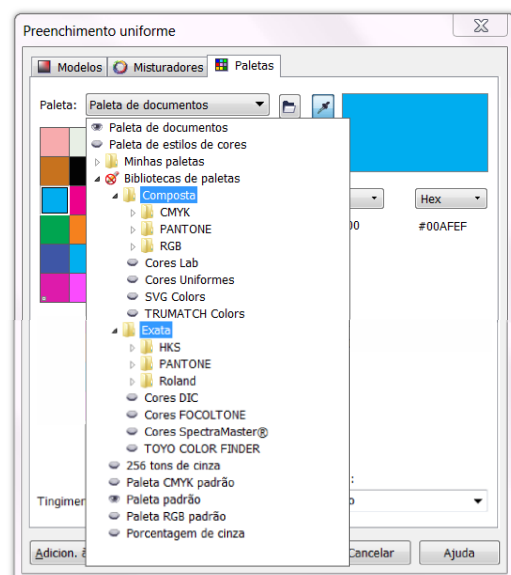 Preenchimento uniforme
Modelos Misturadores Paletas
Paleta: Paleta de documentos
Paleta de documentos
Paleta de estilos de cores
Minhas paletas
Bibliotecas de paletas
Composta
CMYK
Hex
PANTONE
00 #00AFEF
RGB
Cores Lab
Cores Uniformes
SVG Colors
TRUMATCH Colors
Exata
HKS
PANTONE
Roland
Cores DIC
Cores FOCOLTONE
Cores SpectraMaster®
TOYO COLOR FINDER
256 tons de cinza
Paleta CMYK padrão
:
Tingimen
Paleta padrão
Paleta RGB padrão
Porcentagem de cinza
Adicion. à
Cancelar Ajuda